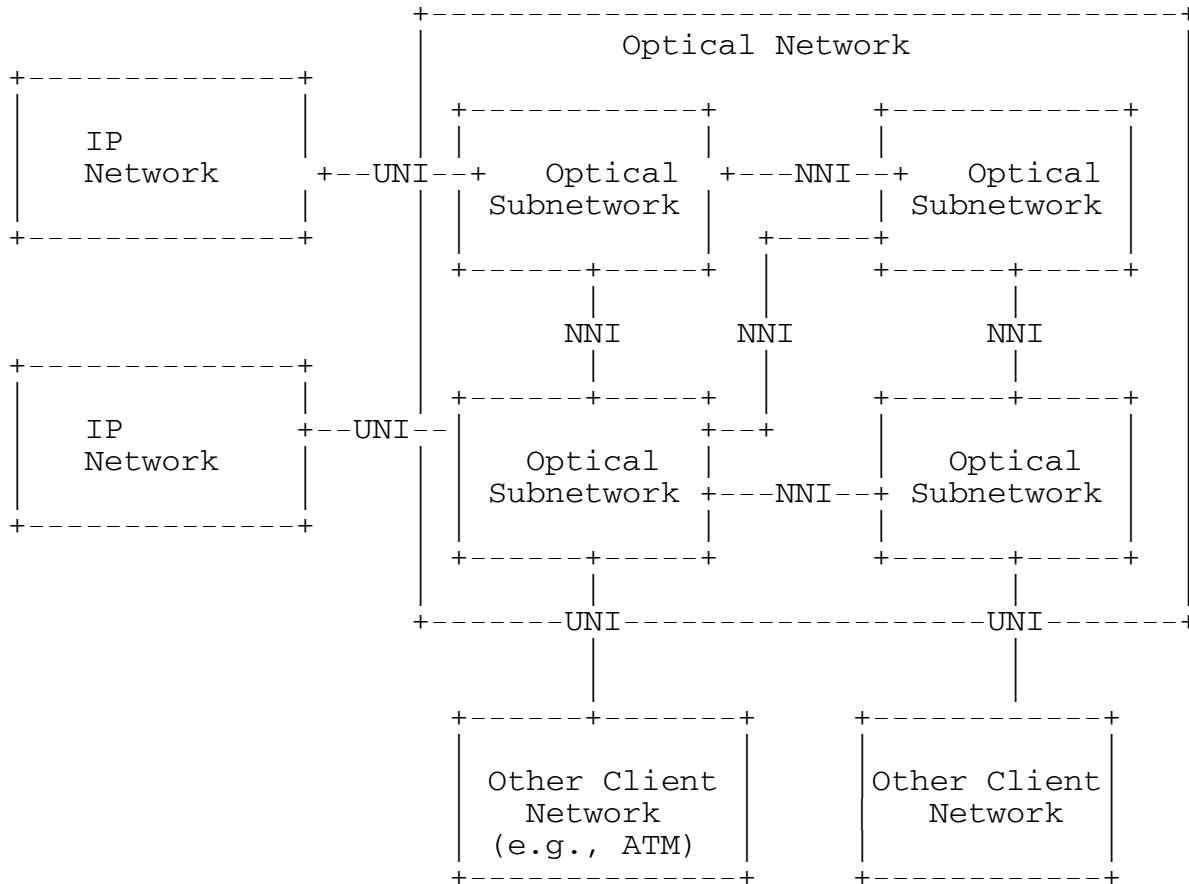 Optical Network
IP
Network
UNI
Optical
Subnetwork
NNI
Optical
Subnetwork
NNI
NNI
NNI
IP
Network
UNI
Optical
Subnetwork
NNI
Optical
Subnetwork
UNI
UNI
Other Client
Network
(e.g., ATM)
Other Client
Network